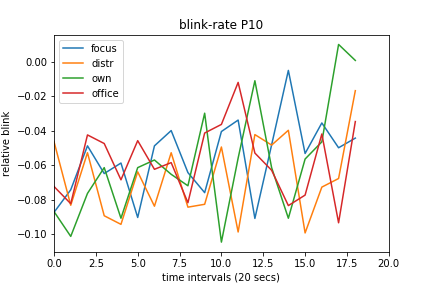 blink-rate P10
focus
distr
own
office
relative blink
0.00
−0.02
−0.04
−0.06
−0.08
−0.10
0.0 2.5 5.0 7.5 10.0 12.5 15.0 17.5 20.0
time intervals (20 secs)